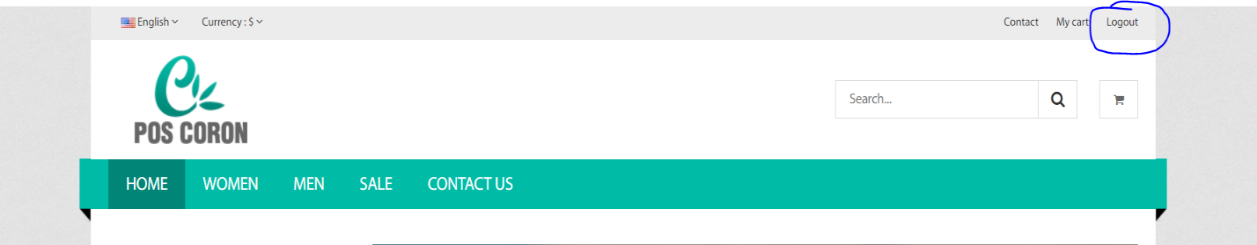 English Currency : $ Contact My cart Logout
Search...
POS CORON
HOME WOMEN MEN SALE CONTACT US